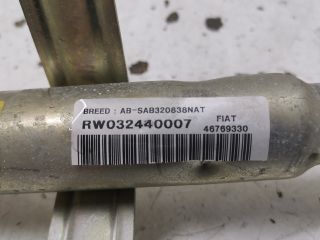 BREED : AB-SAB320838NAT
RW032440007 FIAT
46769330